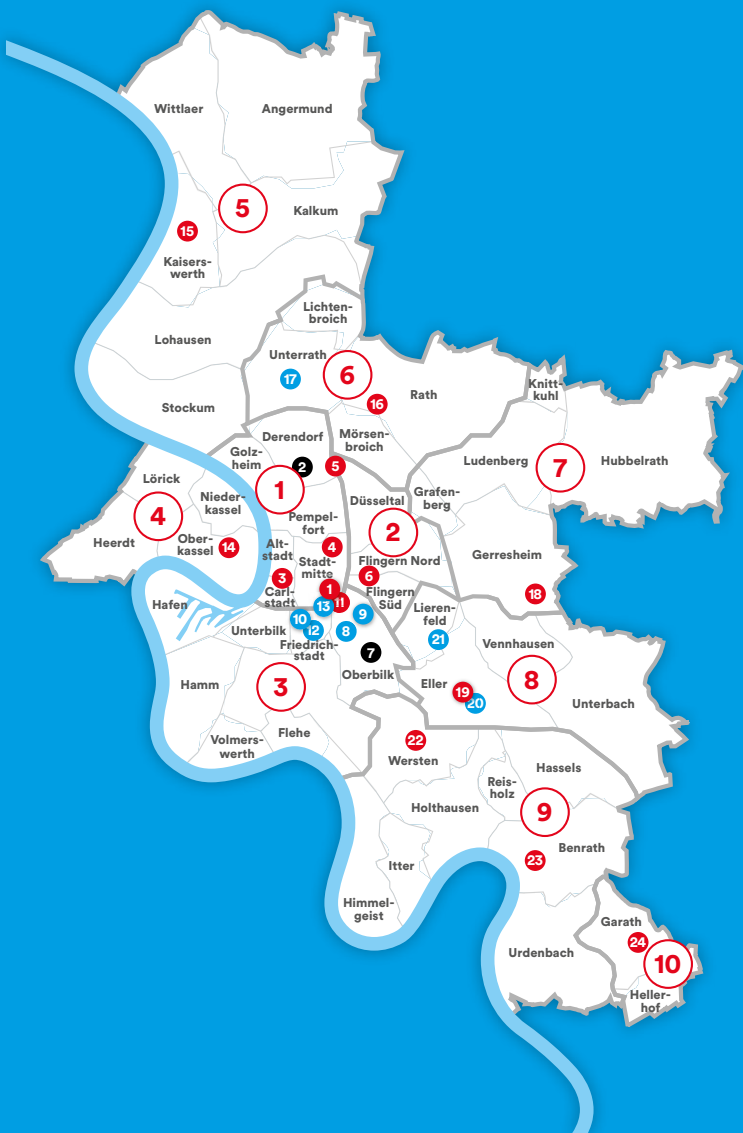 Wittlaer
Angermund
5
Kalkum
15
Kaisers-
werth
Lichten-
broich
Lohausen
Unterrath
17
6
Rath
16
Knitt-
kuhl
Stockum
Derendorf
Mörsen-
broich
Golz-
heim
2
5
Ludenberg
7
Hubbelrath
Lörick
Nieder-
kassel
1
Düsseltal
Grafen-
berg
4
Pempel-
fort
2
Heerdt
Ober-
kassel
14
Alt-
stadt
4
Stadt-
mitte
Flingern Nord
Gerresheim
3
6
Carl-
stadt
1
11
13
Flingern
Süd
18
Hafen
Lieren-
feld
9
10
12
8
Unterbilk
21
Vennhausen
Friedrich-
stadt
7
Oberbilk
Hamm
3
Eller
19
20
8
Unterbach
Volmers-
werth
Flehe
22
Wersten
Hassels
Reis-
holz
Holthausen
9
Benrath
23
Itter
Himmel-
geist
Garath
24
10
Urdenbach
Heller-
hof